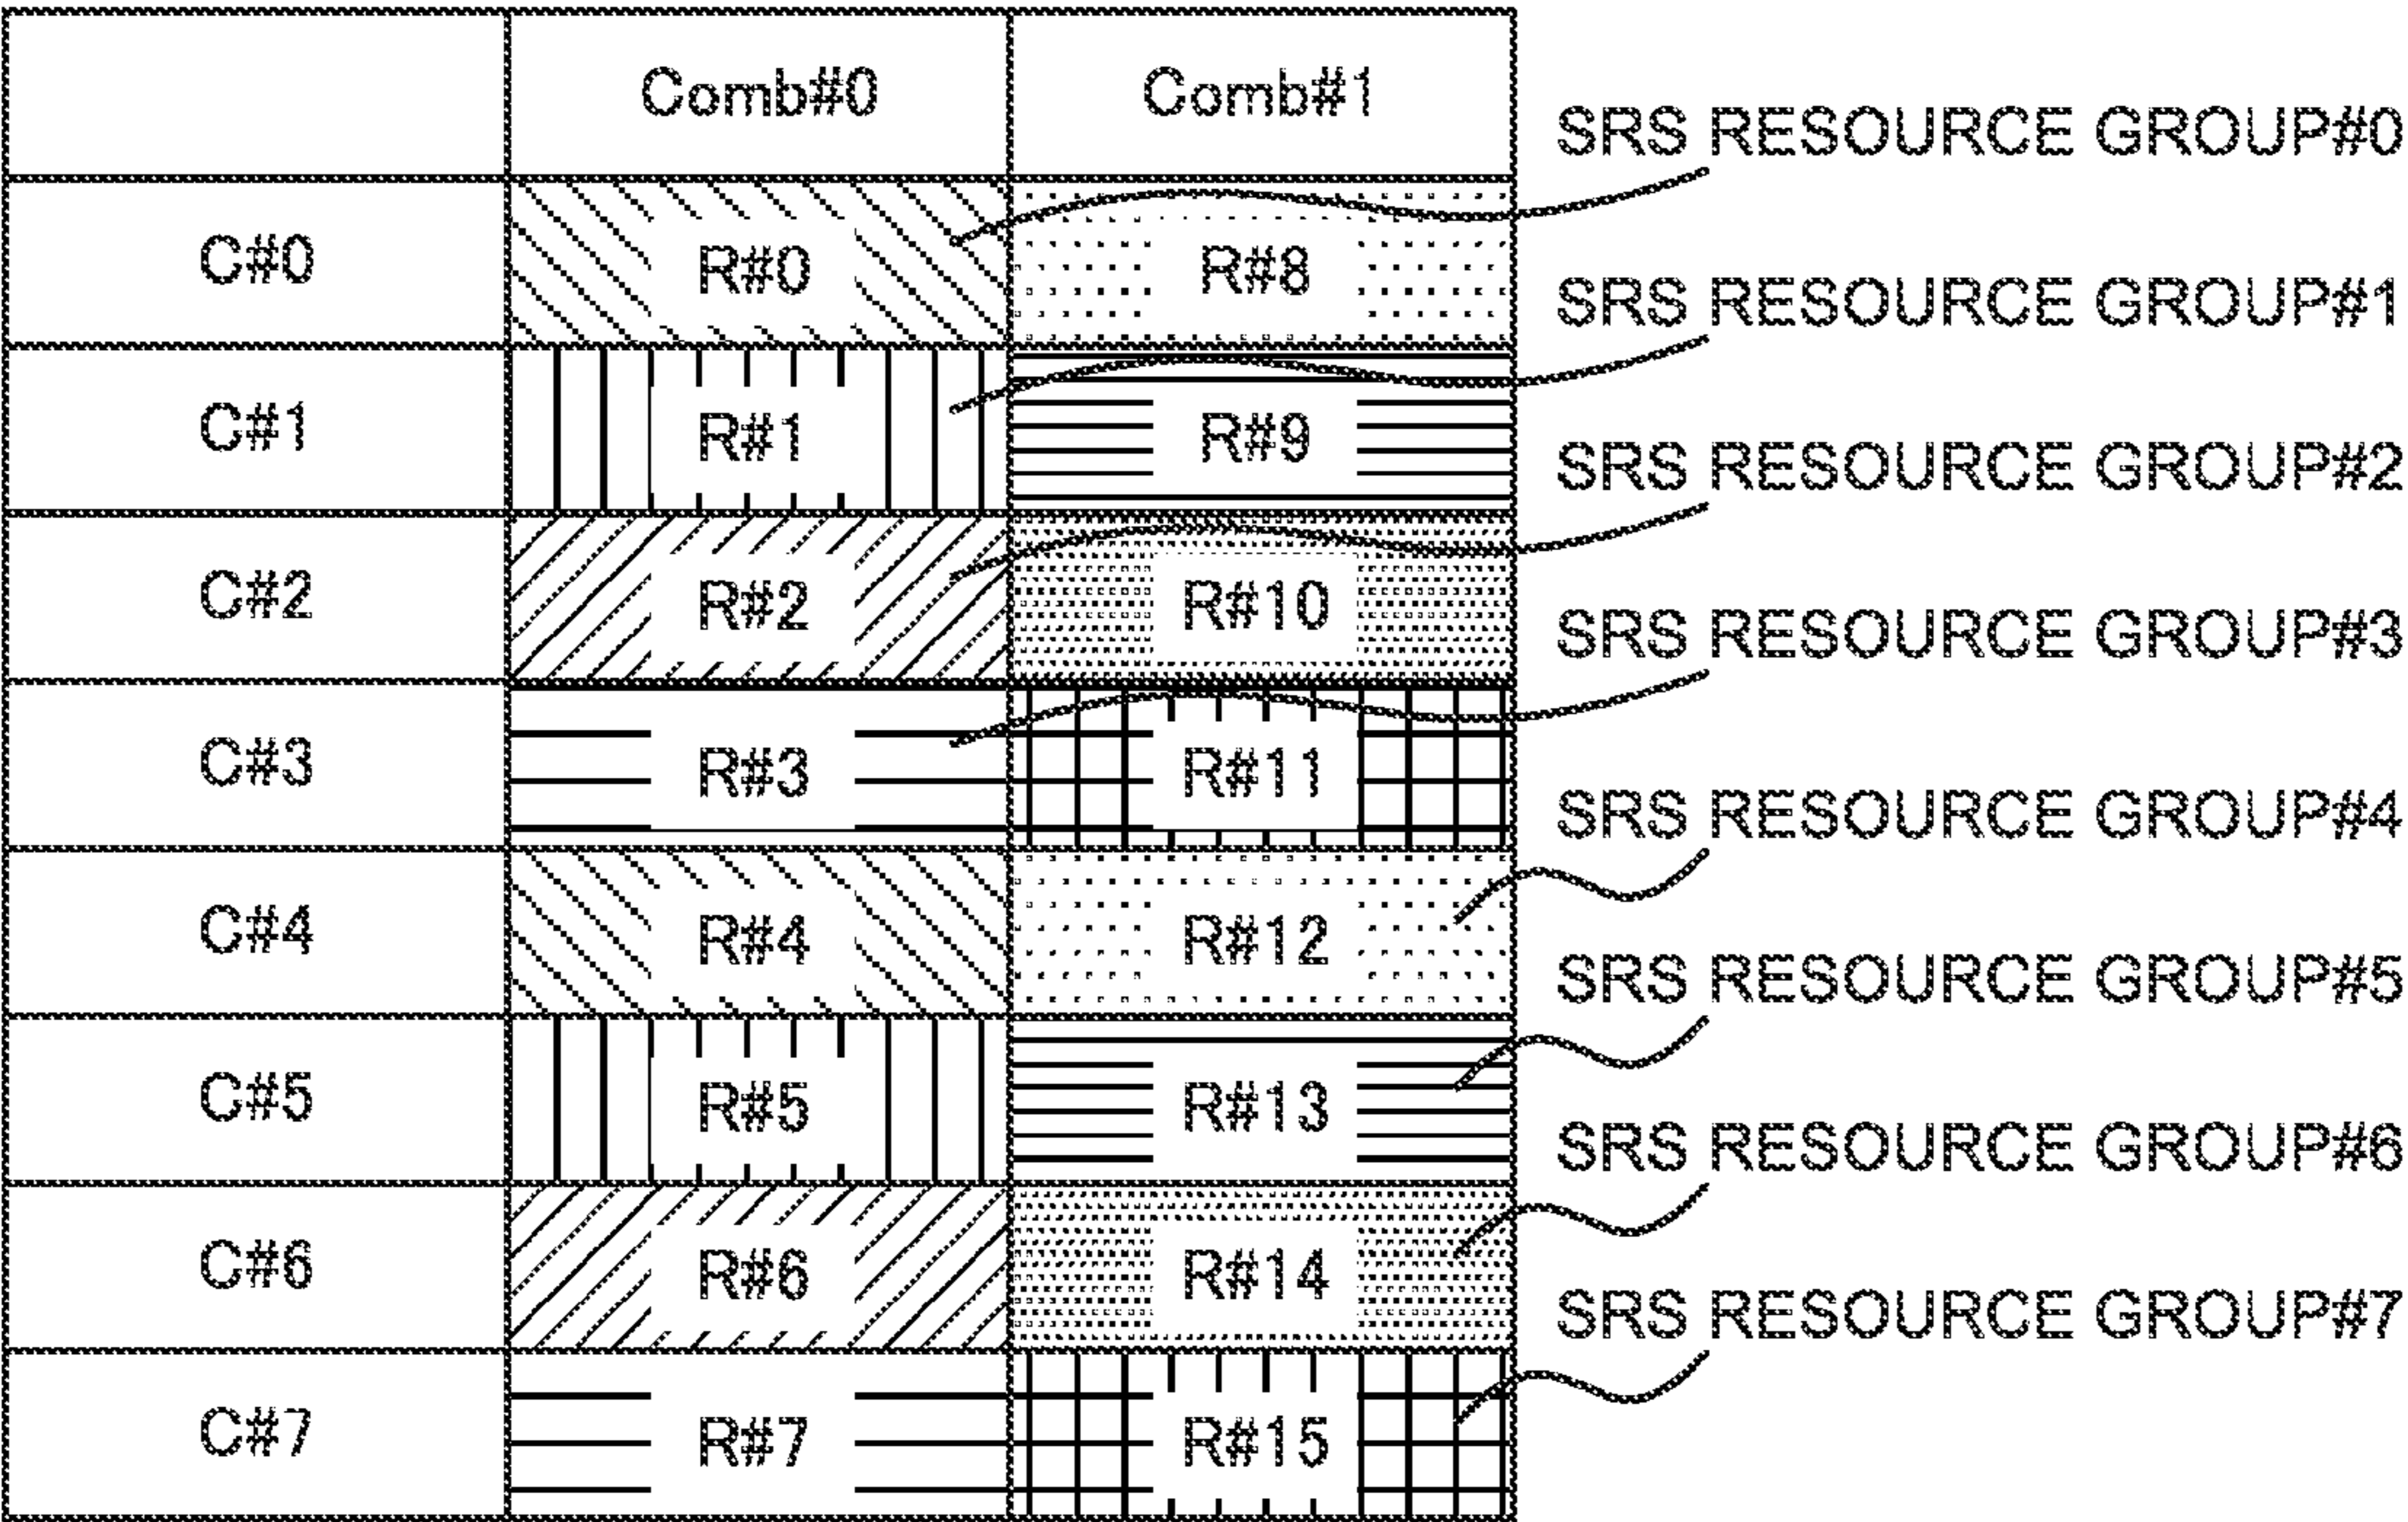 Comb#0 Comb#1
SRS RESOURCE GROUP#0
C#0 R#0 R#8
SRS RESOURCE GROUP#1
C#1 R#1 R#9
SRS RESOURCE GROUP#2
C#2 R#2 R#10
SRS RESOURCE GROUP#3
C#3 R#3 R#11
SRS RESOURCE GROUP#4
C#4 R#4 R#12
SRS RESOURCE GROUP#5
C#5 R#5 R#13
SRS RESOURCE GROUP#6
C#6 R#6 R#14
SRS RESOURCE GROUP#7
C#7 R#7 R#15